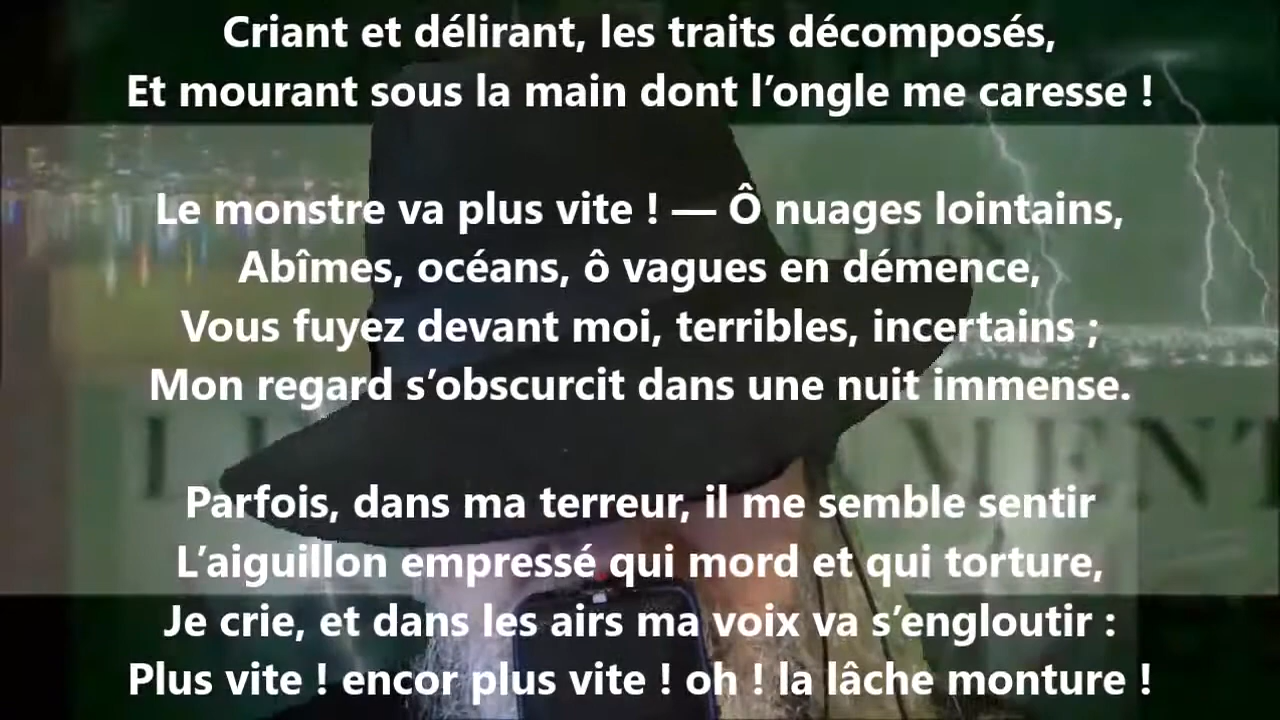 Criant et délirant, les traits décomposés,
Et mourant sous la main dont l’ongle me caresse !
Le monstre va plus vite ! — Ô nuages lointains,
Abîmes, océans, ô vagues en démence,
Vous fuyez devant moi, terribles, incertains ;
Mon regard s’obscurcit dans une nuit immense.
Parfois, dans ma terreur, il me semble sentir
L’aiguillon empressé qui mord et qui torture,
Je crie, et dans les airs ma voix va s’engloutir :
Plus vite ! encor plus vite ! oh ! la lâche monture !